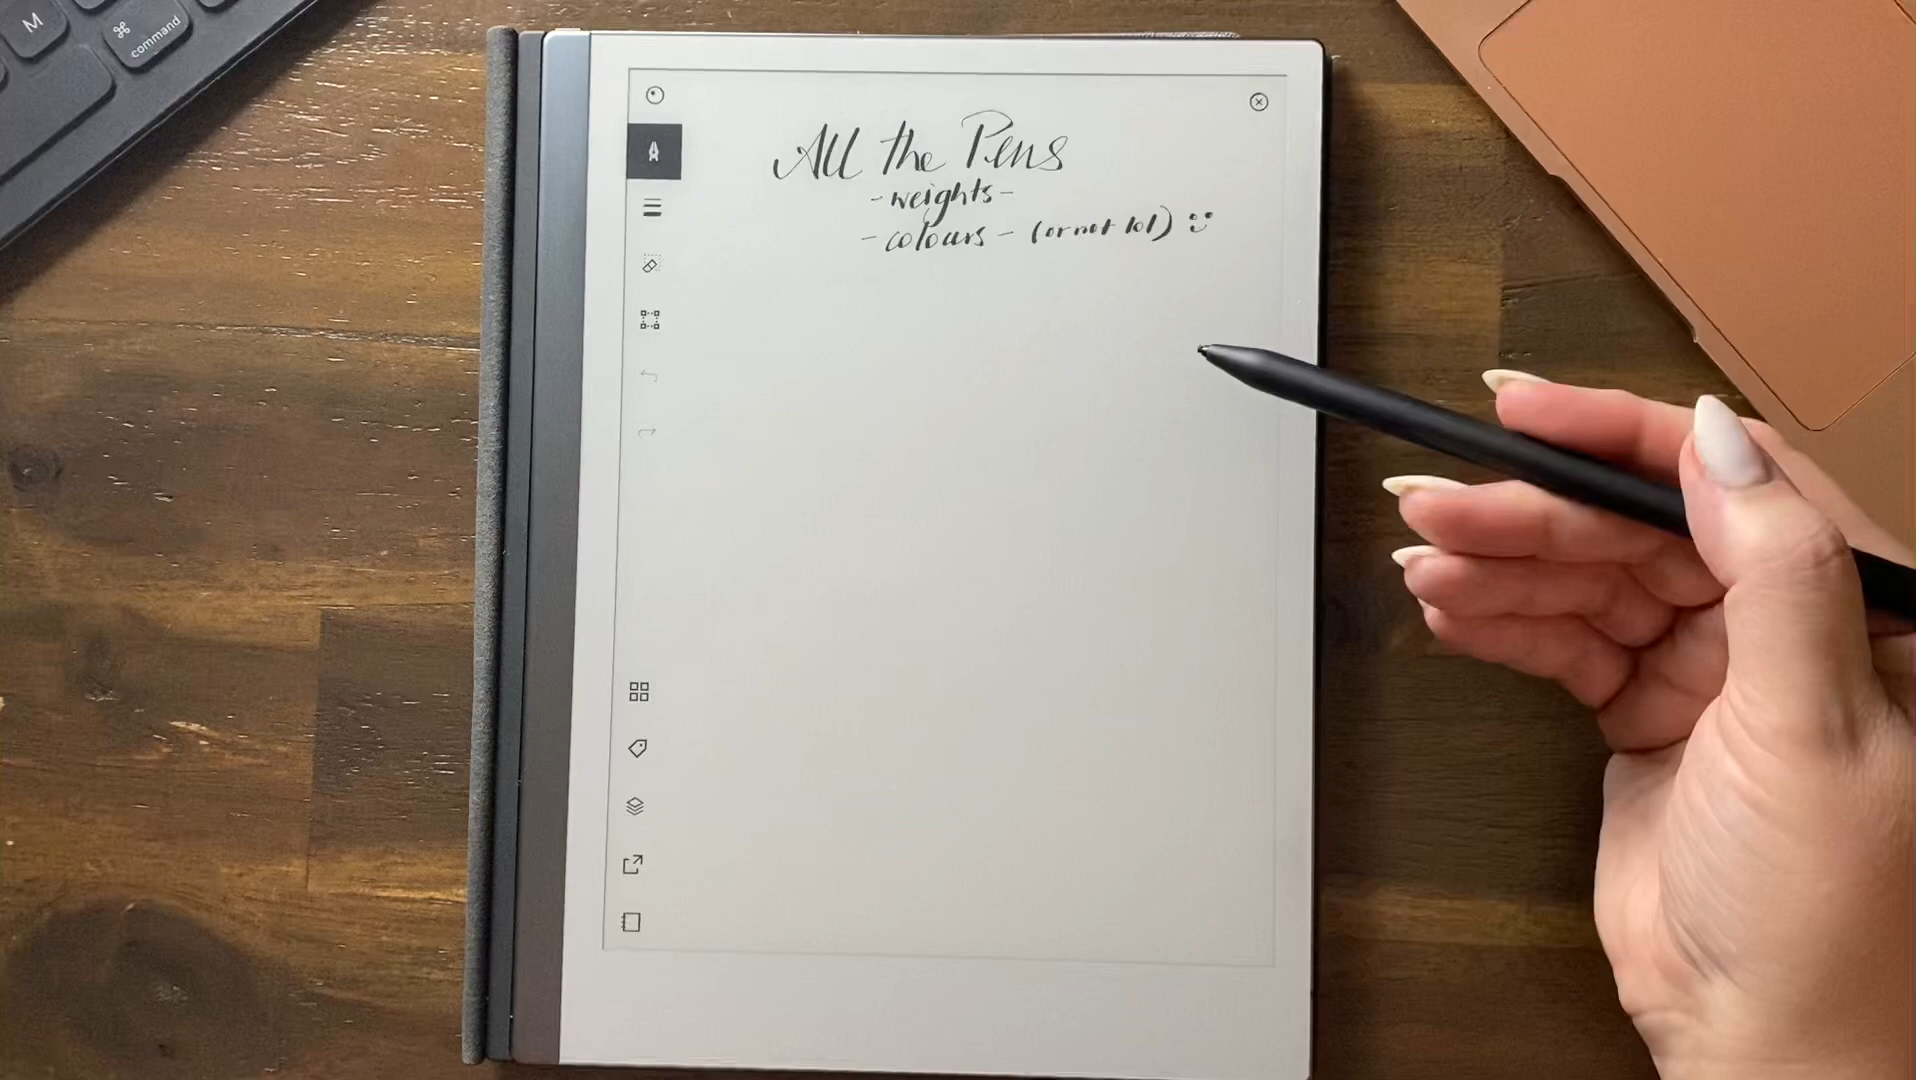 M
⌘
command
All the Pens
- weights -
- colours - (or not lol) :)